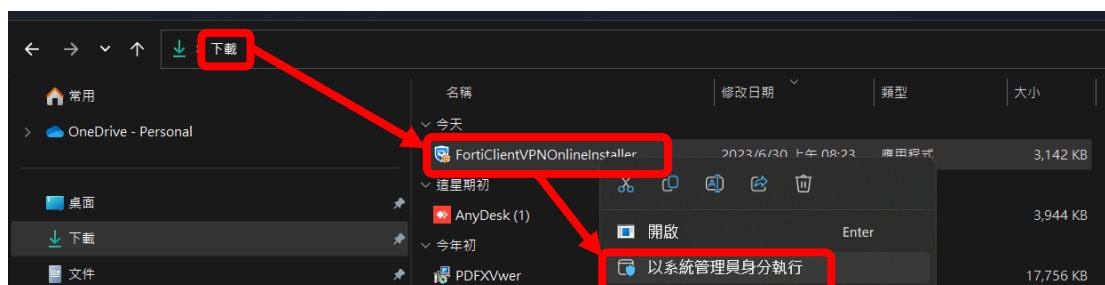 下載
常用
OneDrive - Personal
桌面
下載
文件
名稱 修改日期 類型 大小
今天
FortiClientVPNOnlineInstaller 2023/6/30 上午 08:23 應用程式 3,142 KB
這星期初
AnyDesk (1) 3,944 KB
今年初
PDFXVwer 17,756 KB
開啟 Enter
以系統管理員身分執行